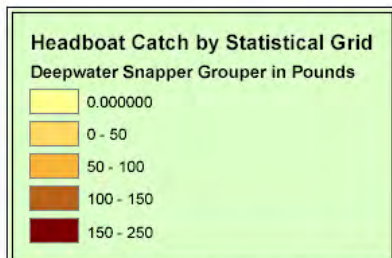 Headboat Catch by Statistical Grid
Deepwater Snapper Grouper in Pounds
0.000000
0 - 50
50 - 100
100 - 150
150 - 250